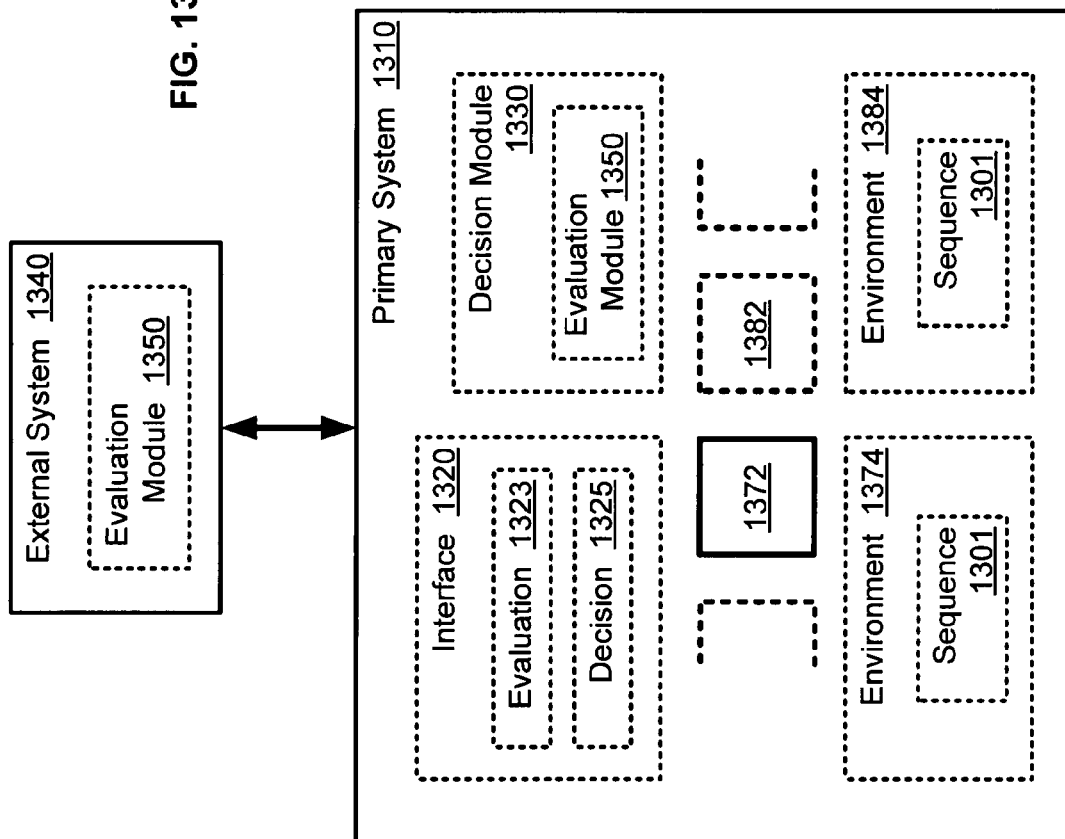 FIG. 13
External System 1340
Evaluation
Module 1350
Primary System 1310
Interface 1320
Evaluation 1323
Decision 1325
Decision Module
1330
Evaluation
Module 1350
1372
1382
Environment 1374
Sequence
1301
Environment 1384
Sequence
1301